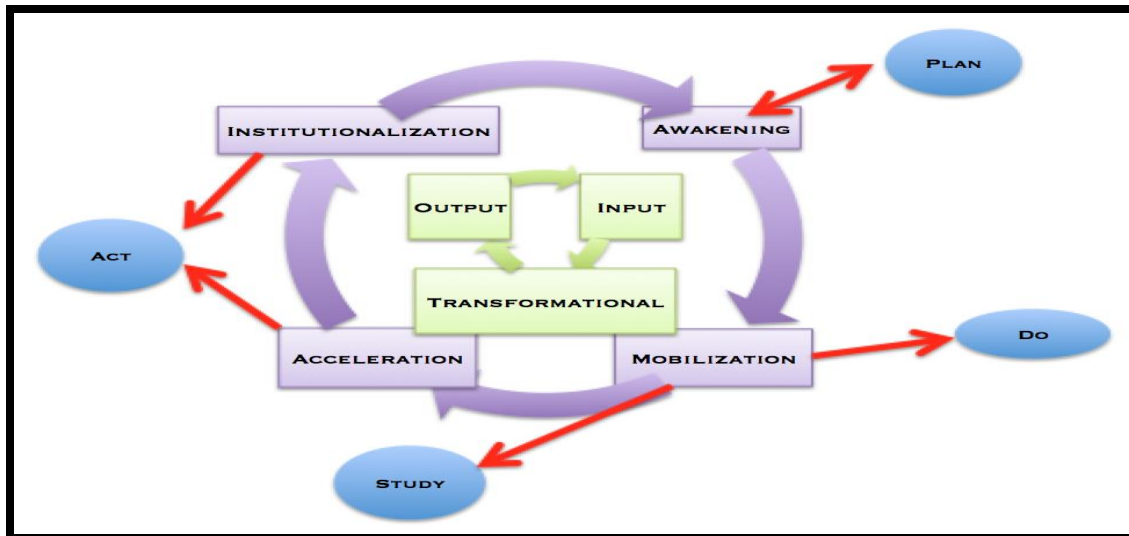 PLAN
INSTITUTIONALIZATION
AWAKENING
OUTPUT
INPUT
ACT
TRANSFORMATIONAL
DO
ACCELERATION
MOBILIZATION
STUDY